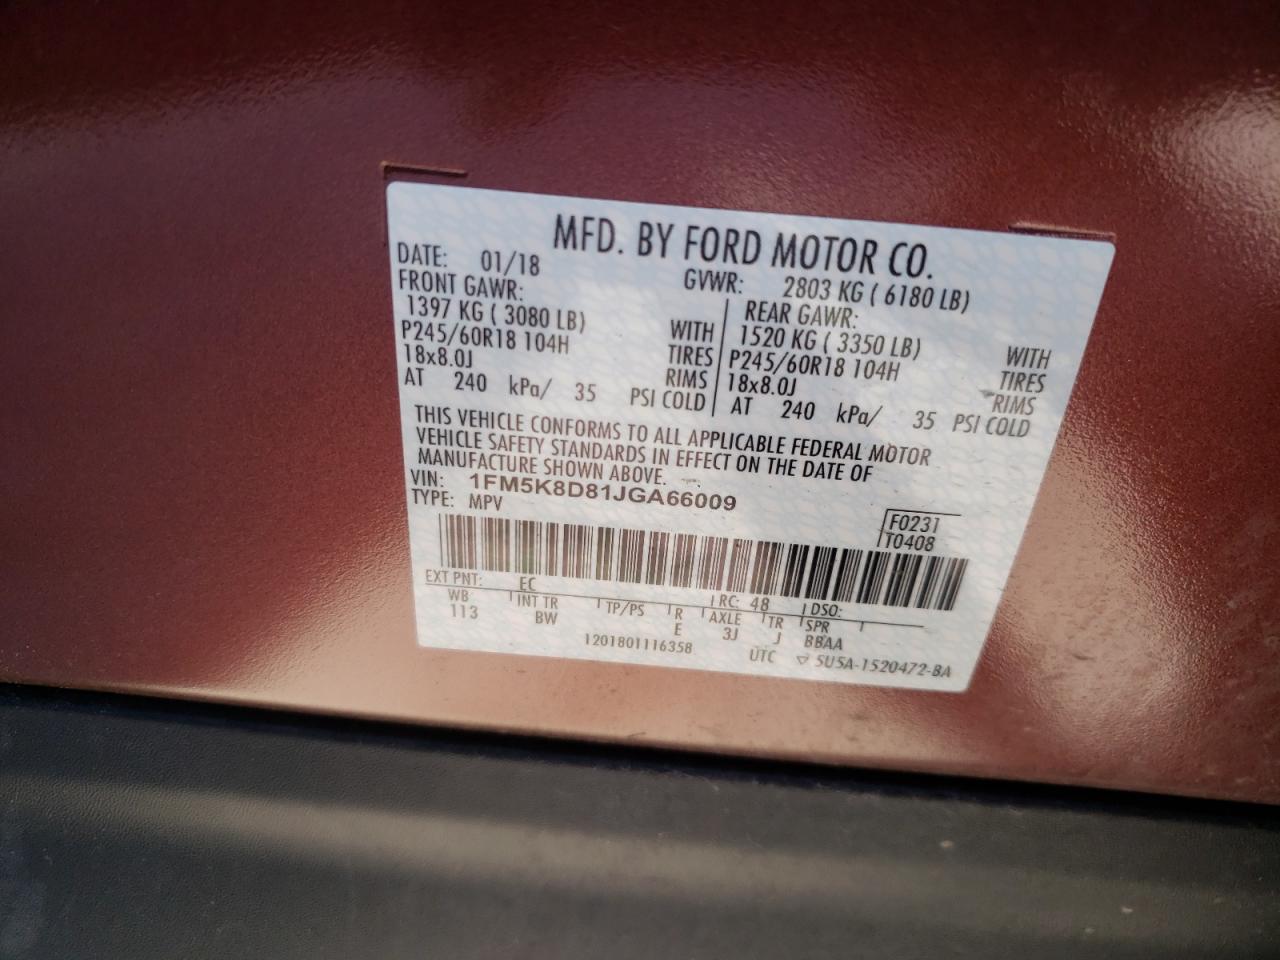 MFD. BY FORD MOTOR CO.
DATE: 01/18 GVWR: 2803 KG ( 6180 LB)
FRONT GAWR: REAR GAWR:
1397 KG ( 3080 LB) WITH 1520 KG ( 3350 LB) WITH
P245/60R18 104H TIRES P245/60R18 104H TIRES
18x8.0J RIMS 18x8.0J RIMS
AT 240 kPa/ 35 PSI COLD AT 240 kPa/ 35 PSI COLD
THIS VEHICLE CONFORMS TO ALL APPLICABLE FEDERAL MOTOR
VEHICLE SAFETY STANDARDS IN EFFECT ON THE DATE OF
MANUFACTURE SHOWN ABOVE.
VIN: 1FM5K8D81JGA66009
TYPE: MPV
F0231
T0408
EXT PNT: EC RC: 48 DSO:
WB INT TR TP/PS R AXLE TR SPR
113 BW E 3J J BBAA
1201801116358 UTC ▽ 5U5A-1520472-BA